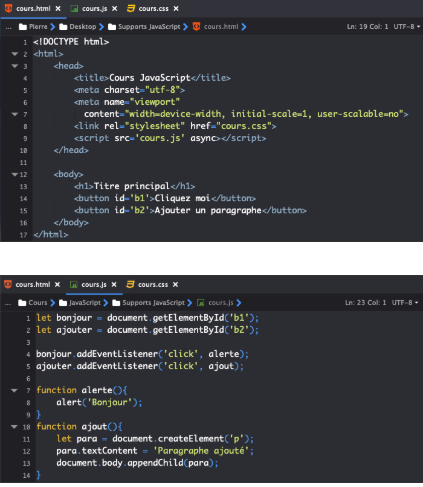 cours.html x cours.js x cours.css x
... Pierre > Desktop > Supports JavaScript > cours.html > Ln: 19 Col: 1 UTF-8
1 <!DOCTYPE html>
2 <html>
3 <head>
4 <title>Cours JavaScript</title>
5 <meta charset="utf-8">
6 <meta name="viewport"
7 content="width=device-width, initial-scale=1, user-scalable=no">
8 <link rel="stylesheet" href="cours.css">
9 <script src='cours.js' async></script>
10 </head>
11
12 <body>
13 <h1>Titre principal</h1>
14 <button id='b1'>Cliquez moi</button>
15 <button id='b2'>Ajouter un paragraphe</button>
16 </body>
17 </html>
cours.html x cours.js x cours.css x
... Cours > JavaScript > Supports JavaScript > cours.js > Ln: 23 Col: 1 UTF-8
1 let bonjour = document.getElementById('b1');
2 let ajouter = document.getElementById('b2');
3
4 bonjour.addEventListener('click', alerte);
5 ajouter.addEventListener('click', ajout);
6
7 function alerte(){
8 alert('Bonjour');
9 }
10 function ajout(){
11 let para = document.createElement('p');
12 para.textContent = 'Paragraphe ajouté';
13 document.body.appendChild(para);
14 }